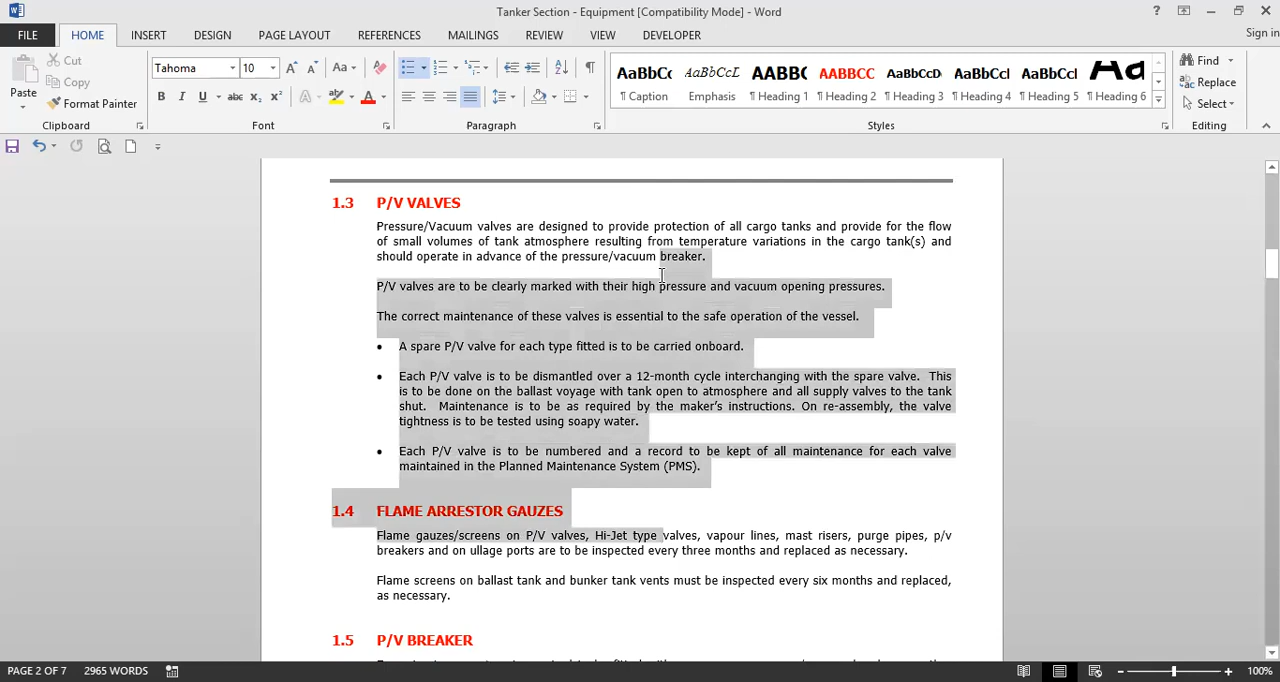 Tanker Section - Equipment [Compatibility Mode] - Word
?
FILE HOME INSERT DESIGN PAGE LAYOUT REFERENCES MAILINGS REVIEW VIEW DEVELOPER Sign in
Paste
Cut
Copy
Format Painter
Clipboard
Tahoma 10
Aa
B I U abc x₂ x² A A
Font
Paragraph
AaBbCc AaBbCcL AABBC AABBCC AaBbCcD AaBbCcl AaBbCcl AaBb
¶ Caption Emphasis ¶ Heading 1 ¶ Heading 2 ¶ Heading 3 ¶ Heading 4 ¶ Heading 5 ¶ Heading 6
Styles
Find
Replace
Select
Editing
1.3 P/V VALVES
Pressure/Vacuum valves are designed to provide protection of all cargo tanks and provide for the flow
of small volumes of tank atmosphere resulting from temperature variations in the cargo tank(s) and
should operate in advance of the pressure/vacuum breaker.
P/V valves are to be clearly marked with their high pressure and vacuum opening pressures.
The correct maintenance of these valves is essential to the safe operation of the vessel.
• A spare P/V valve for each type fitted is to be carried onboard.
• Each P/V valve is to be dismantled over a 12-month cycle interchanging with the spare valve. This
is to be done on the ballast voyage with tank open to atmosphere and all supply valves to the tank
shut. Maintenance is to be as required by the maker's instructions. On re-assembly, the valve
tightness is to be tested using soapy water.
• Each P/V valve is to be numbered and a record to be kept of all maintenance for each valve
maintained in the Planned Maintenance System (PMS).
1.4 FLAME ARRESTOR GAUZES
Flame gauzes/screens on P/V valves, Hi-Jet type valves, vapour lines, mast risers, purge pipes, p/v
breakers and on ullage ports are to be inspected every three months and replaced as necessary.
Flame screens on ballast tank and bunker tank vents must be inspected every six months and replaced,
as necessary.
1.5 P/V BREAKER
PAGE 2 OF 7 2965 WORDS 100%